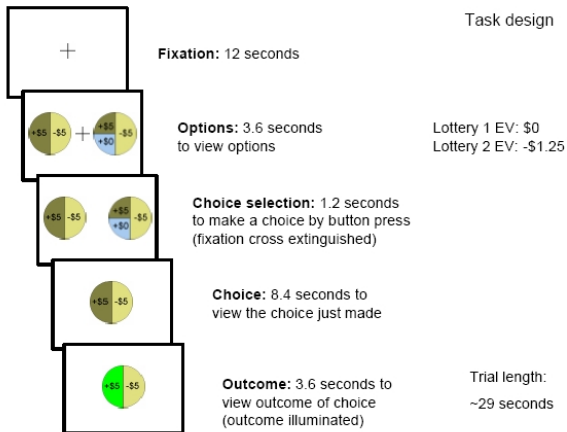 Task design
Fixation: 12 seconds
+$5 -$5 + +$5 -$5
+$0
Options: 3.6 seconds
to view options
Lottery 1 EV: $0
Lottery 2 EV: -$1.25
+$5 -$5 +$5 -$5
+$0
Choice selection: 1.2 seconds
to make a choice by button press
(fixation cross extinguished)
+$5 -$5
Choice: 8.4 seconds to
view the choice just made
+$5 -$5
Outcome: 3.6 seconds to
view outcome of choice
(outcome illuminated)
Trial length:
~29 seconds